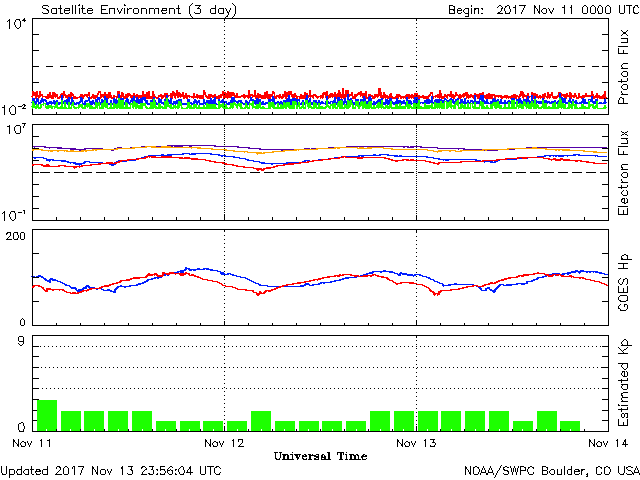 Satellite Environment (3 day) Begin: 2017 Nov 11 0000 UTC
10⁴
10⁻²
Proton Flux
10⁷
10⁻¹
Electron Flux
200
0
GOES Hp
9
0
Estimated Kp
Nov 11 Nov 12 Nov 13 Nov 14
Universal Time
Updated 2017 Nov 13 23:56:04 UTC NOAA/SWPC Boulder, CO USA